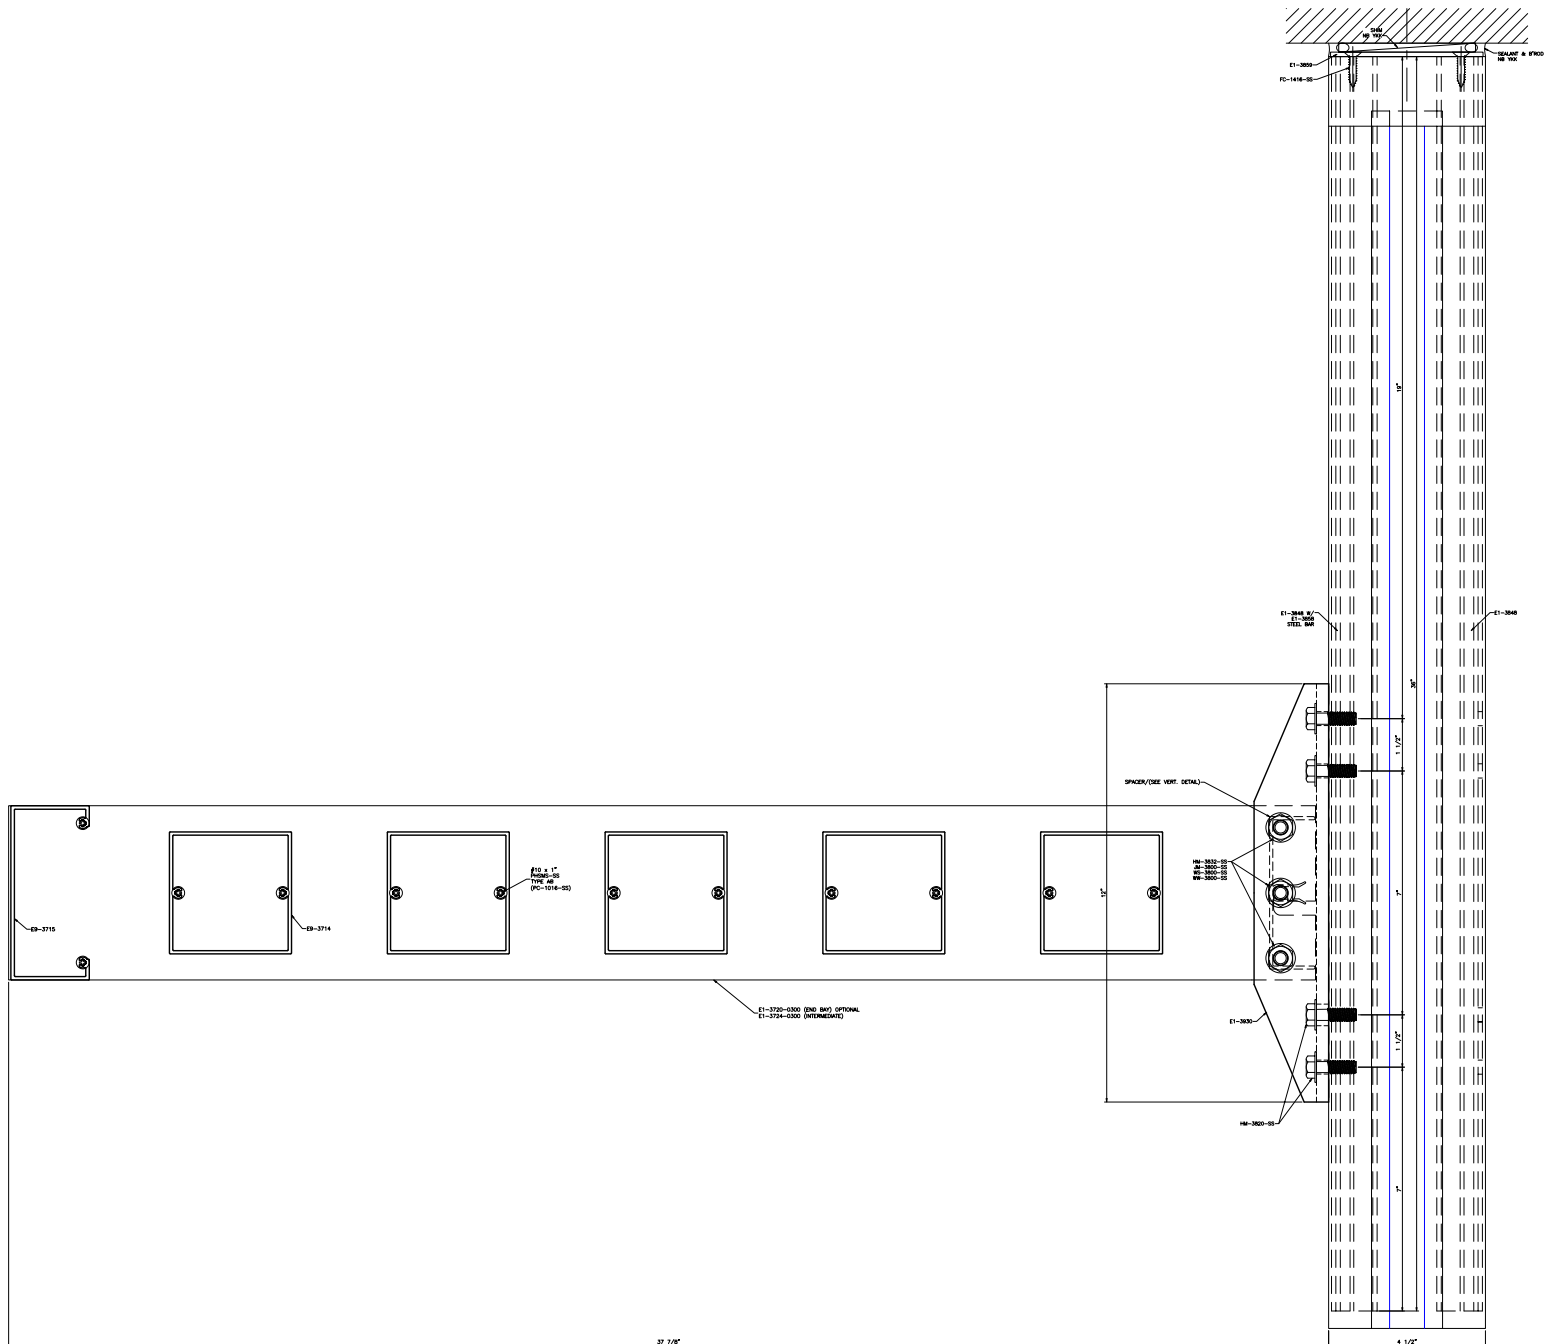 SHIM
NB YKK
SEALANT & B'ROD
NB YKK
E1-3859
FC-1416-SS
19"
E1-3848 W/
E1-3858
STEEL BAR
E1-3848
36"
1 1/2"
SPACER/(SEE VERT. DETAIL)
HM-3832-SS
JM-3800-SS
WS-3800-SS
WW-3800-SS
#10 x 1"
PHSMS-SS
TYPE AB
(PC-1016-SS)
12"
7"
E9-3715
E9-3714
E1-3720-0300 (END BAY) OPTIONAL
E1-3724-0300 (INTERMEDIATE)
E1-3930
1 1/2"
HM-3820-SS
7"
37 7/8"
4 1/2"